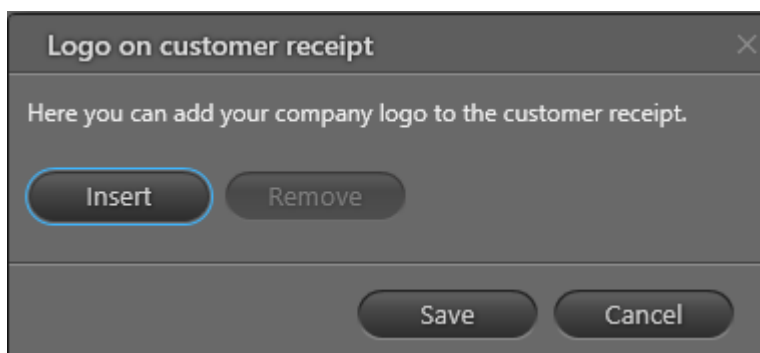 Logo on customer receipt
Here you can add your company logo to the customer receipt.
Insert Remove
Save Cancel